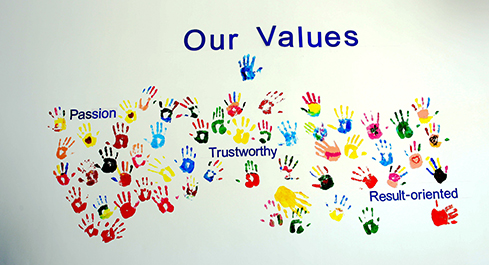 Our Values
Passion
Trustworthy
Result-oriented